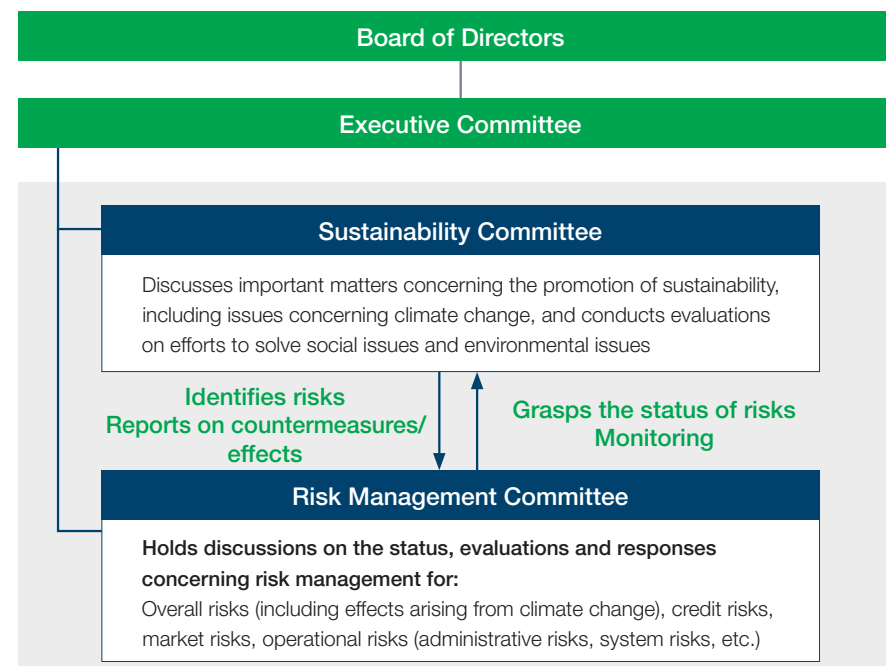 Board of Directors
Executive Committee
Sustainability Committee
Discusses important matters concerning the promotion of sustainability,
including issues concerning climate change, and conducts evaluations
on efforts to solve social issues and environmental issues
Identifies risks
Reports on countermeasures/
effects
Grasps the status of risks
Monitoring
Risk Management Committee
Holds discussions on the status, evaluations and responses
concerning risk management for:
Overall risks (including effects arising from climate change), credit risks,
market risks, operational risks (administrative risks, system risks, etc.)